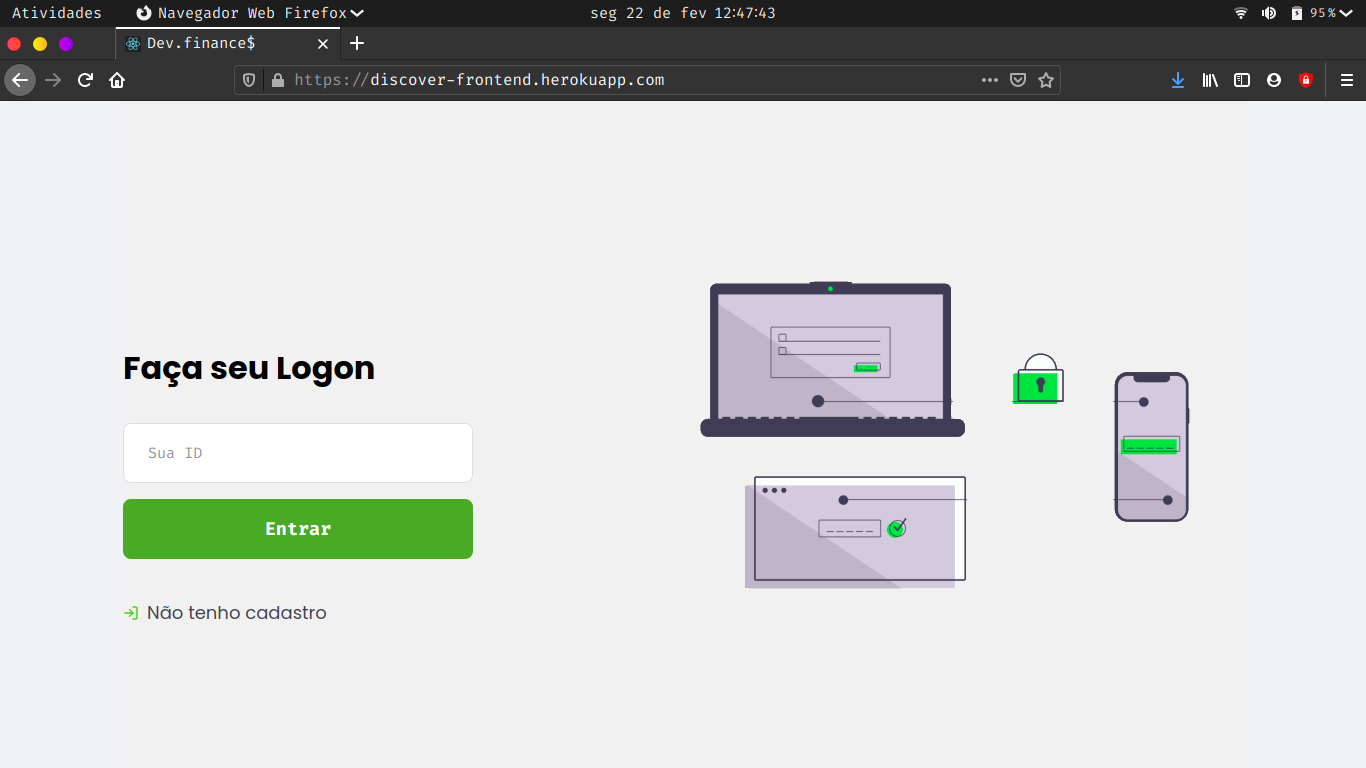 Atividades
Navegador Web Firefox
seg 22 de fev 12:47:43
95%
Dev.finance$
https://discover-frontend.herokuapp.com
Faça seu Logon
Sua ID
Entrar
Não tenho cadastro